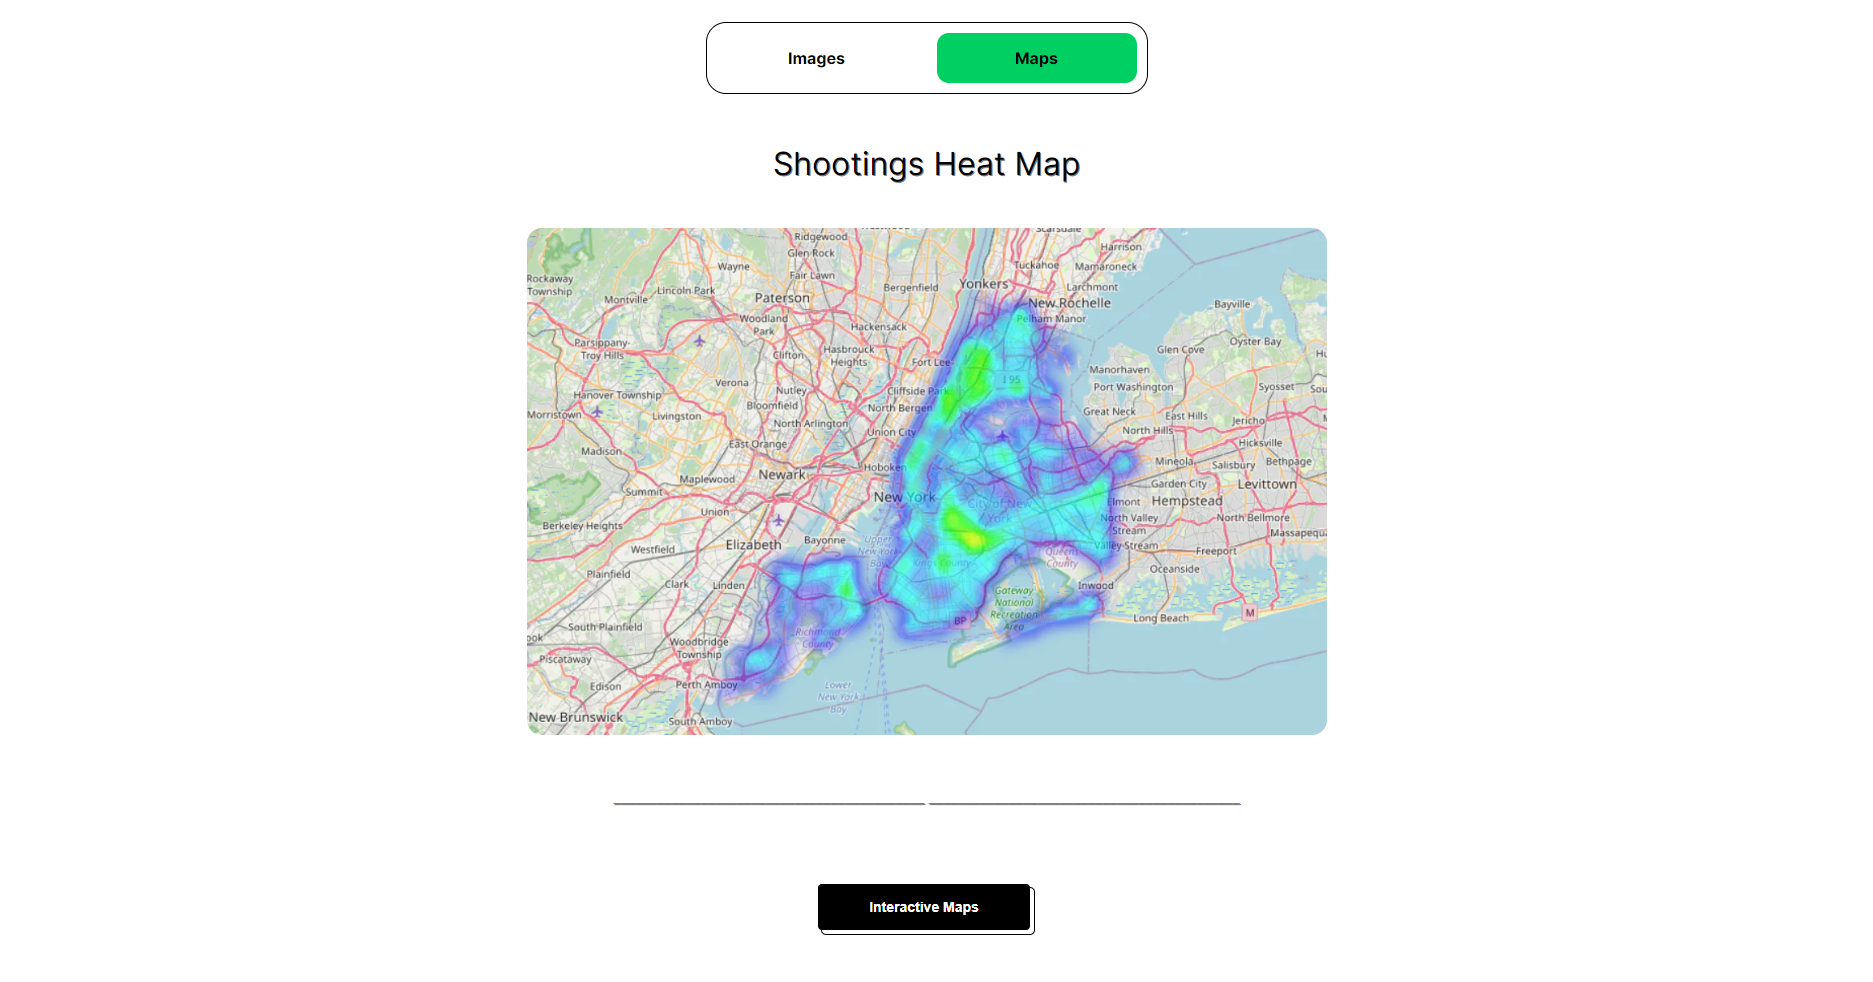 Images
Maps
Shootings Heat Map
Scarsdale
Ridgewood
Harrison
Glen Rock
Wayne
Tuckahoe
Mamaroneck
Fair Lawn
Rockaway
Township
Lincoln Park
Bergenfield
Yonkers
Larchmont
Montville
Paterson
New Rochelle
Bayville
Woodland
Park
Pelham Manor
Hackensack
Parsippany-
Troy Hills
Clifton
Hasbrouck
Heights
Fort Lee
Glen Cove
Oyster Bay
Hu
Manorhaven
Verona
I 95
Hanover Township
Nutley
Cliffside Park
Port Washington
Syosset
Sou
Morristown
Livingston
Bloomfield
North Bergen
Great Neck
East Hills
North Arlington
Union City
North Hills
Jericho
Madison
East Orange
Hicksville
Newark
Hoboken
Mineola
Salisbury
Bethpage
Maplewood
Garden City
Levittown
Summit
New York
City of New
York
Elmont
Hempstead
Union
North Valley
Stream
North Bellmore
Berkeley Heights
Massapequa
Elizabeth
Bayonne
Upper
New York
Bay
Valley Stream
Freeport
Westfield
Queens
County
Kings County
Oceanside
Plainfield
Clark
Linden
Inwood
Gateway
National
Recreation
Area
M
BP
Long Beach
South Plainfield
ook
Richmond
County
Woodbridge
Township
Piscataway
Edison
Perth Amboy
Lower
New York
Bay
New Brunswick
South Amboy
Interactive Maps